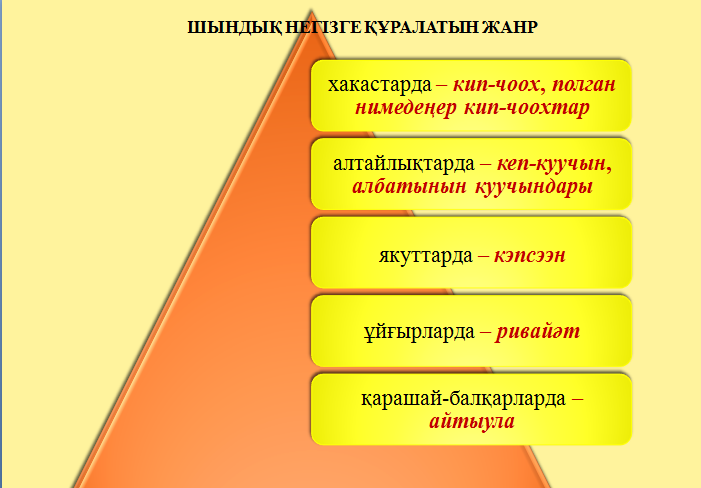 ШЫНДЫҚ НЕГІЗГЕ ҚҰРАЛАТЫН ЖАНР
хакастарда – кип-чоох, полган
нимедеңер кип-чоохтар
алтайлықтарда – кеп-куучын,
албатынын куучындары
якуттарда – кэпсээн
ұйғырларда – ривайәт
қарашай-балқарларда –
айтыула